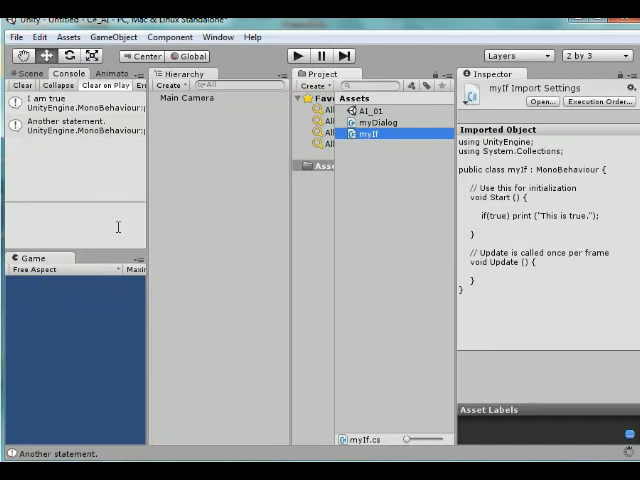 Unity - Untitled - C#_AI - PC, Mac & Linux Standalone*
File Edit Assets GameObject Component Window Help
Center Global Layers 2 by 3
Scene Console Animato
Clear Collapse Clear on Play
I am true
UnityEngine.MonoBehaviour:
Another statement.
UnityEngine.MonoBehaviour:
Game
Free Aspect
Hierarchy
Create All
Main Camera
Project
Create
Assets
AI_01
myDialog
myIf
myIf.cs
Inspector
myIf Import Settings
Open... Execution Order...
Imported Object
using UnityEngine;
using System.Collections;
public class myIf : MonoBehaviour {
// Use this for initialization
void Start () {
if(true) print ("This is true.");
}
// Update is called once per frame
void Update () {
}
}
Asset Labels
Another statement.